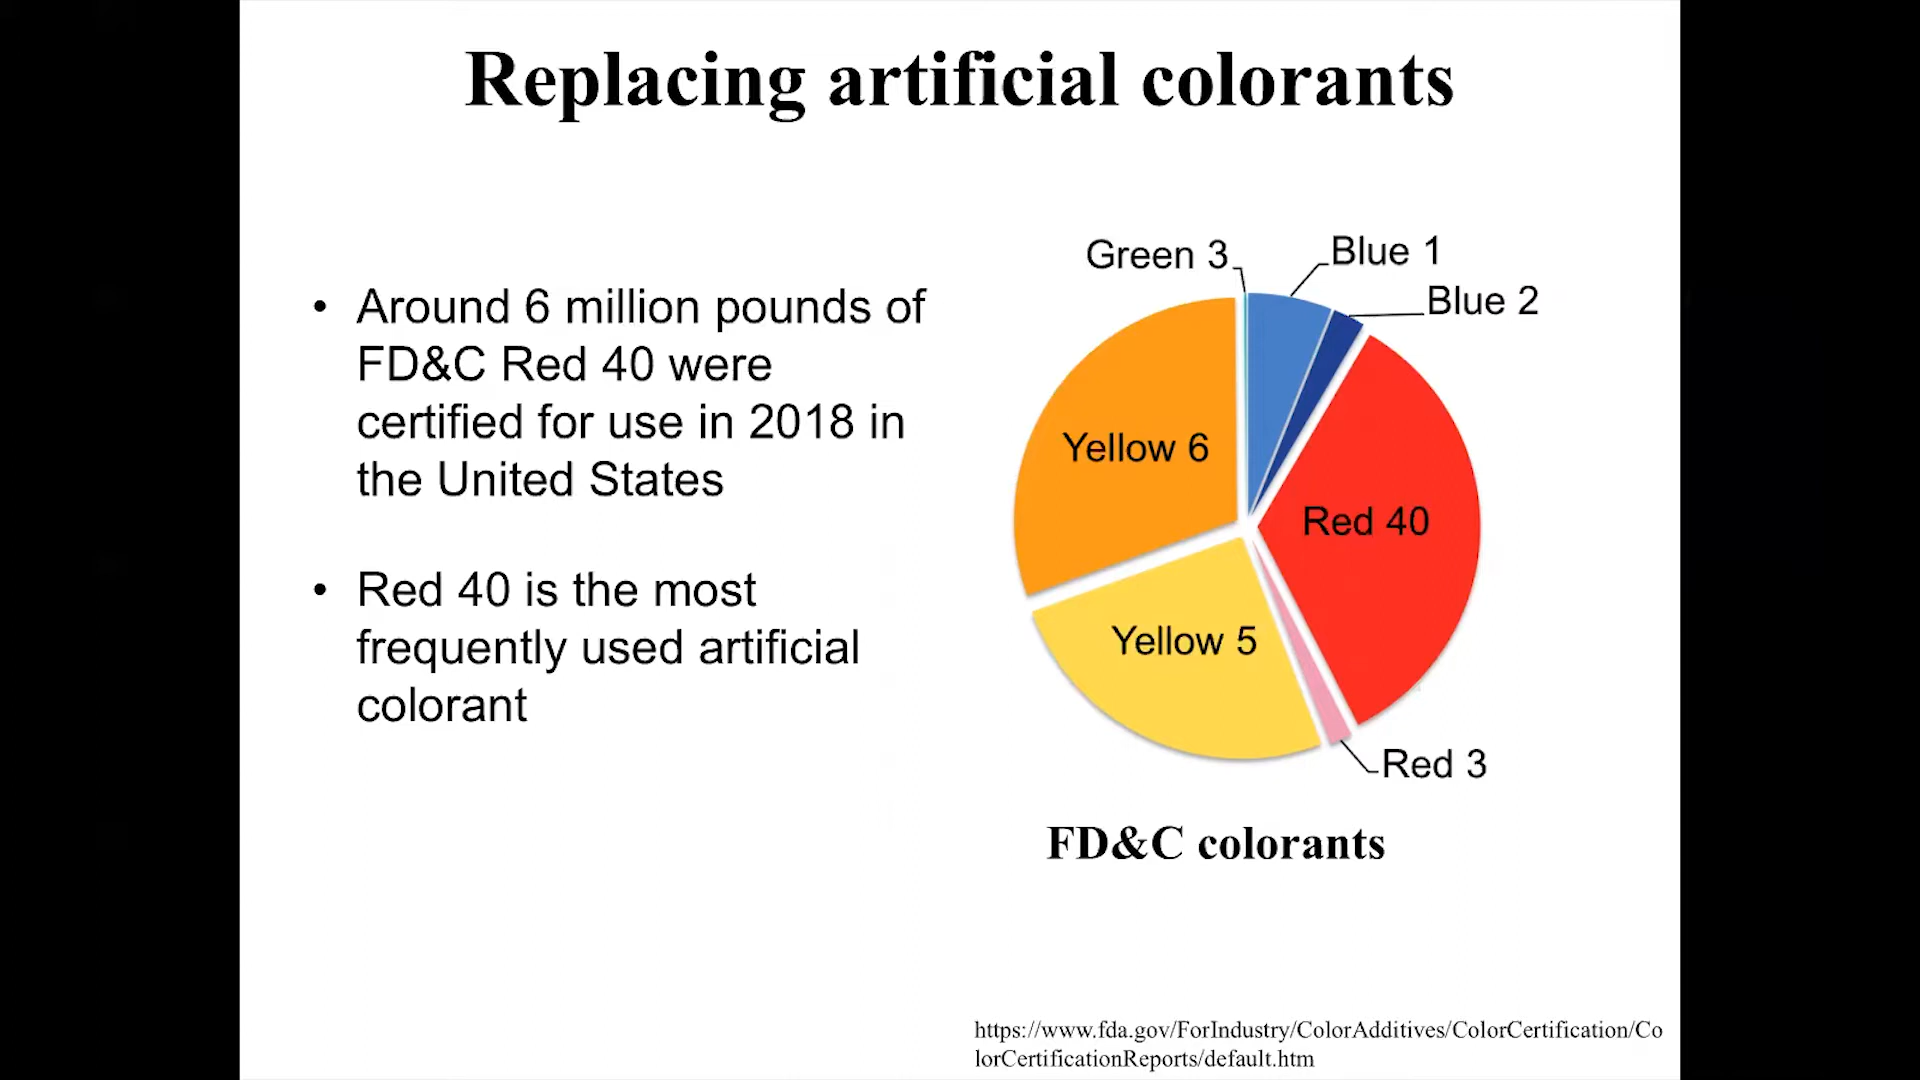 Replacing artificial colorants
• Around 6 million pounds of
FD&C Red 40 were
certified for use in 2018 in
the United States
• Red 40 is the most
frequently used artificial
colorant
Green 3
Blue 1
Blue 2
Yellow 6
Red 40
Yellow 5
Red 3
FD&C colorants
https://www.fda.gov/ForIndustry/ColorAdditives/ColorCertification/Co
lorCertificationReports/default.htm